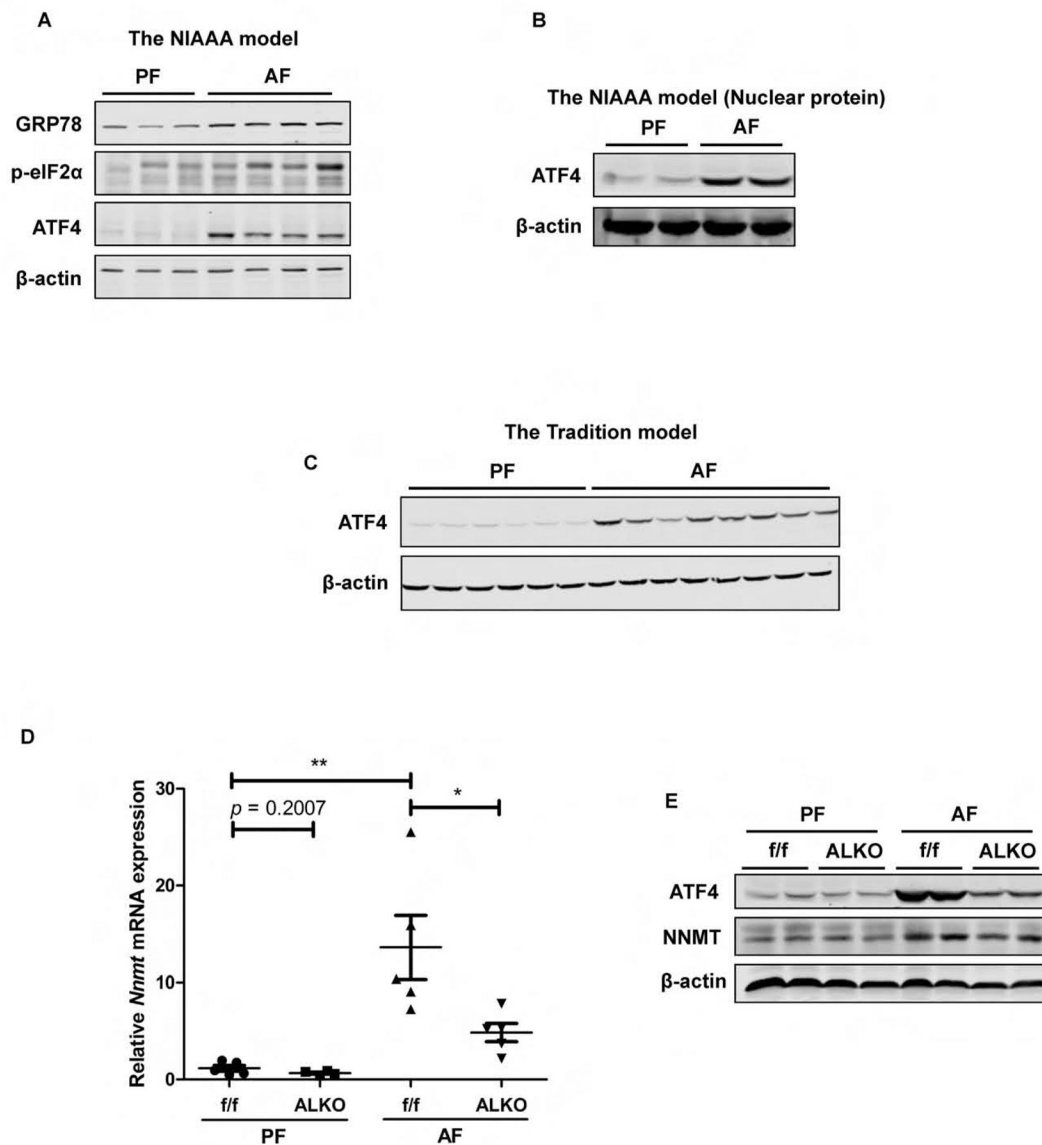 A
The NIAAA model
PF AF
GRP78
p-eIF2α
ATF4
β-actin
B
The NIAAA model (Nuclear protein)
PF AF
ATF4
β-actin
The Tradition model
C
PF AF
ATF4
β-actin
D
Relative Nnmt mRNA expression
30
20
10
0
**
*
p = 0.2007
f/f ALKO f/f ALKO
PF AF
E
PF AF
f/f ALKO f/f ALKO
ATF4
NNMT
β-actin